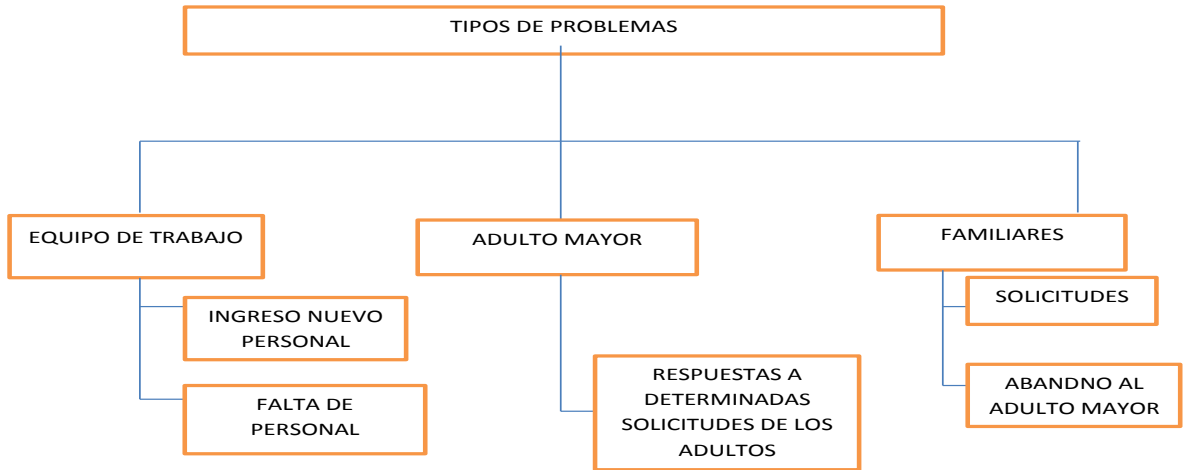 TIPOS DE PROBLEMAS
EQUIPO DE TRABAJO
INGRESO NUEVO
PERSONAL
FALTA DE
PERSONAL
ADULTO MAYOR
RESPUESTAS A
DETERMINADAS
SOLICITUDES DE LOS
ADULTOS
FAMILIARES
SOLICITUDES
ABANDNO AL
ADULTO MAYOR